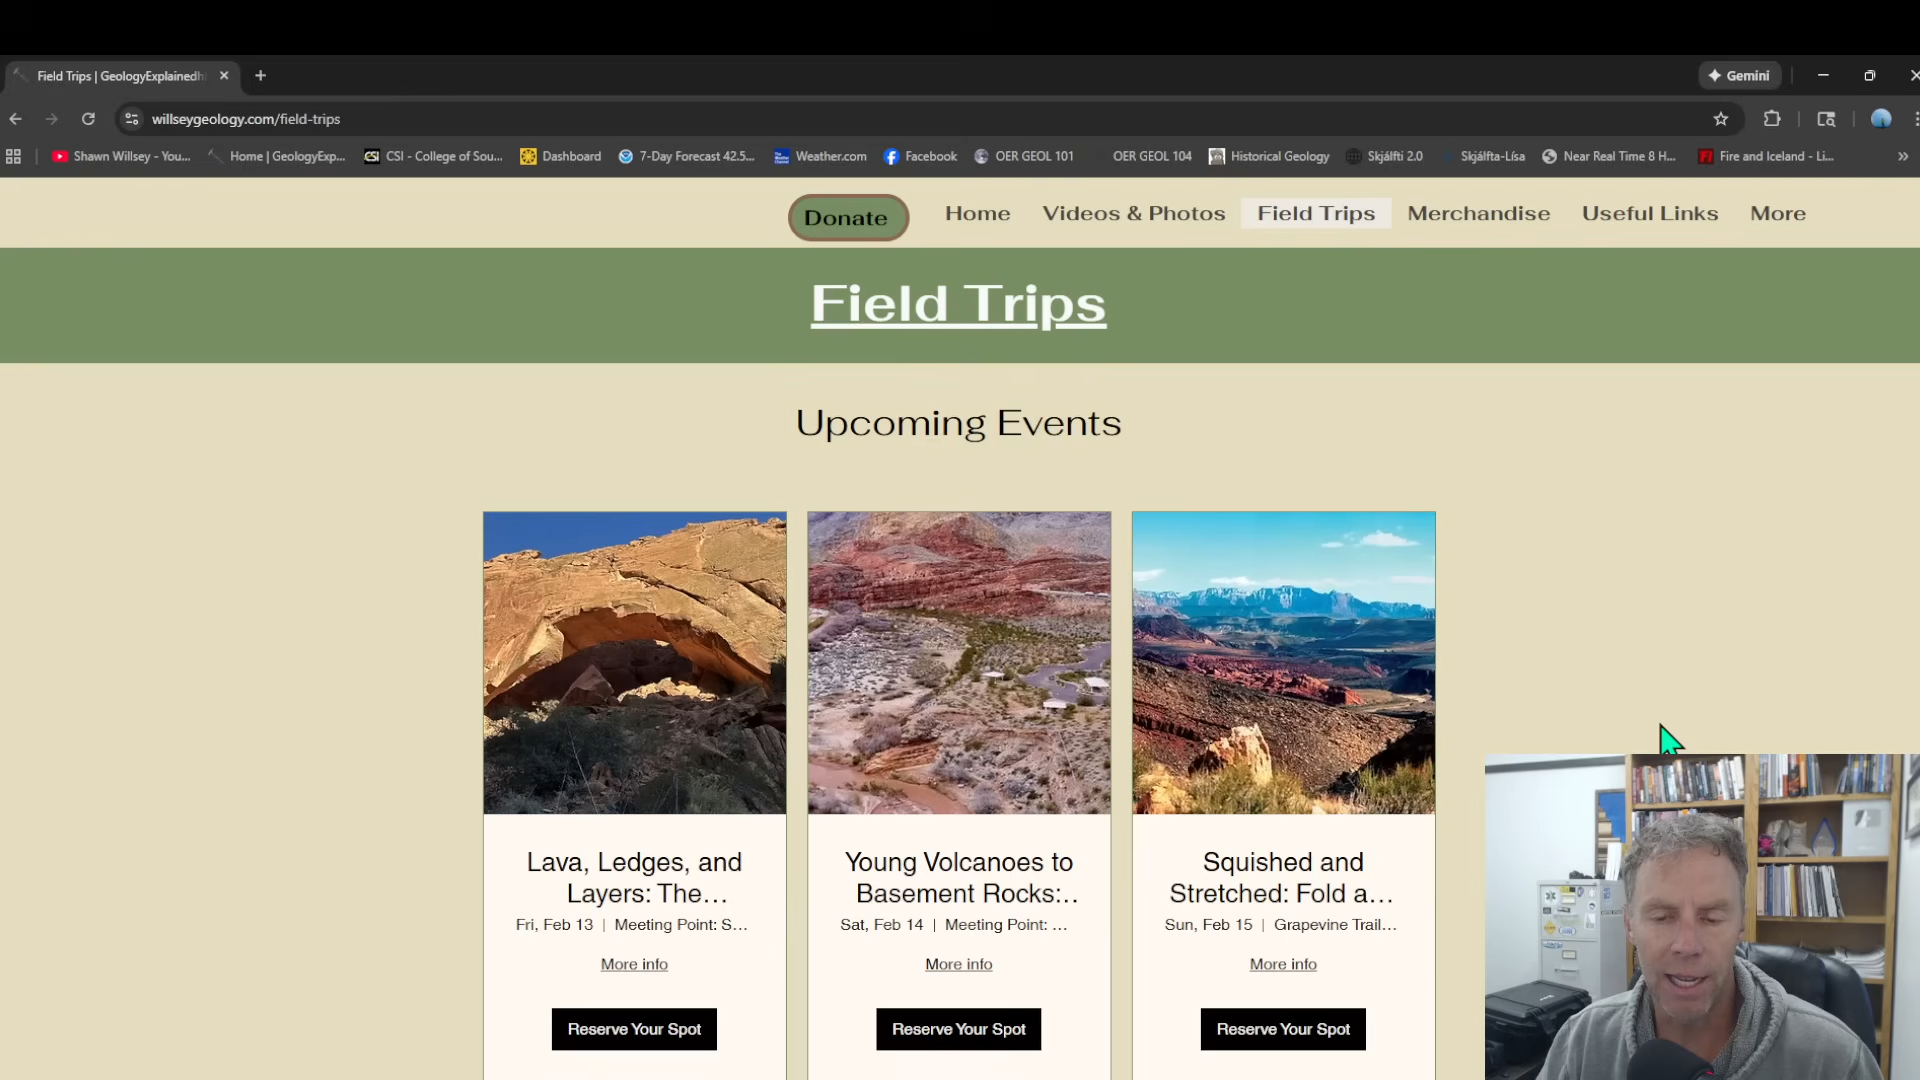 Field Trips | GeologyExplainedh
Gemini
willseygeology.com/field-trips
Shawn Willsey - You...
Home | GeologyExp...
CSI - College of Sou...
Dashboard
7-Day Forecast 42.5...
Weather.com
Facebook
OER GEOL 101
OER GEOL 104
Historical Geology
Skjálfti 2.0
Skjálfta-Lísa
Near Real Time 8 H...
Fire and Iceland - Li...
Donate
Home
Videos & Photos
Field Trips
Merchandise
Useful Links
More
Field Trips
Upcoming Events
Lava, Ledges, and
Layers: The...
Fri, Feb 13 | Meeting Point: S...
More info
Reserve Your Spot
Young Volcanoes to
Basement Rocks:...
Sat, Feb 14 | Meeting Point: ...
More info
Reserve Your Spot
Squished and
Stretched: Fold a...
Sun, Feb 15 | Grapevine Trail...
More info
Reserve Your Spot